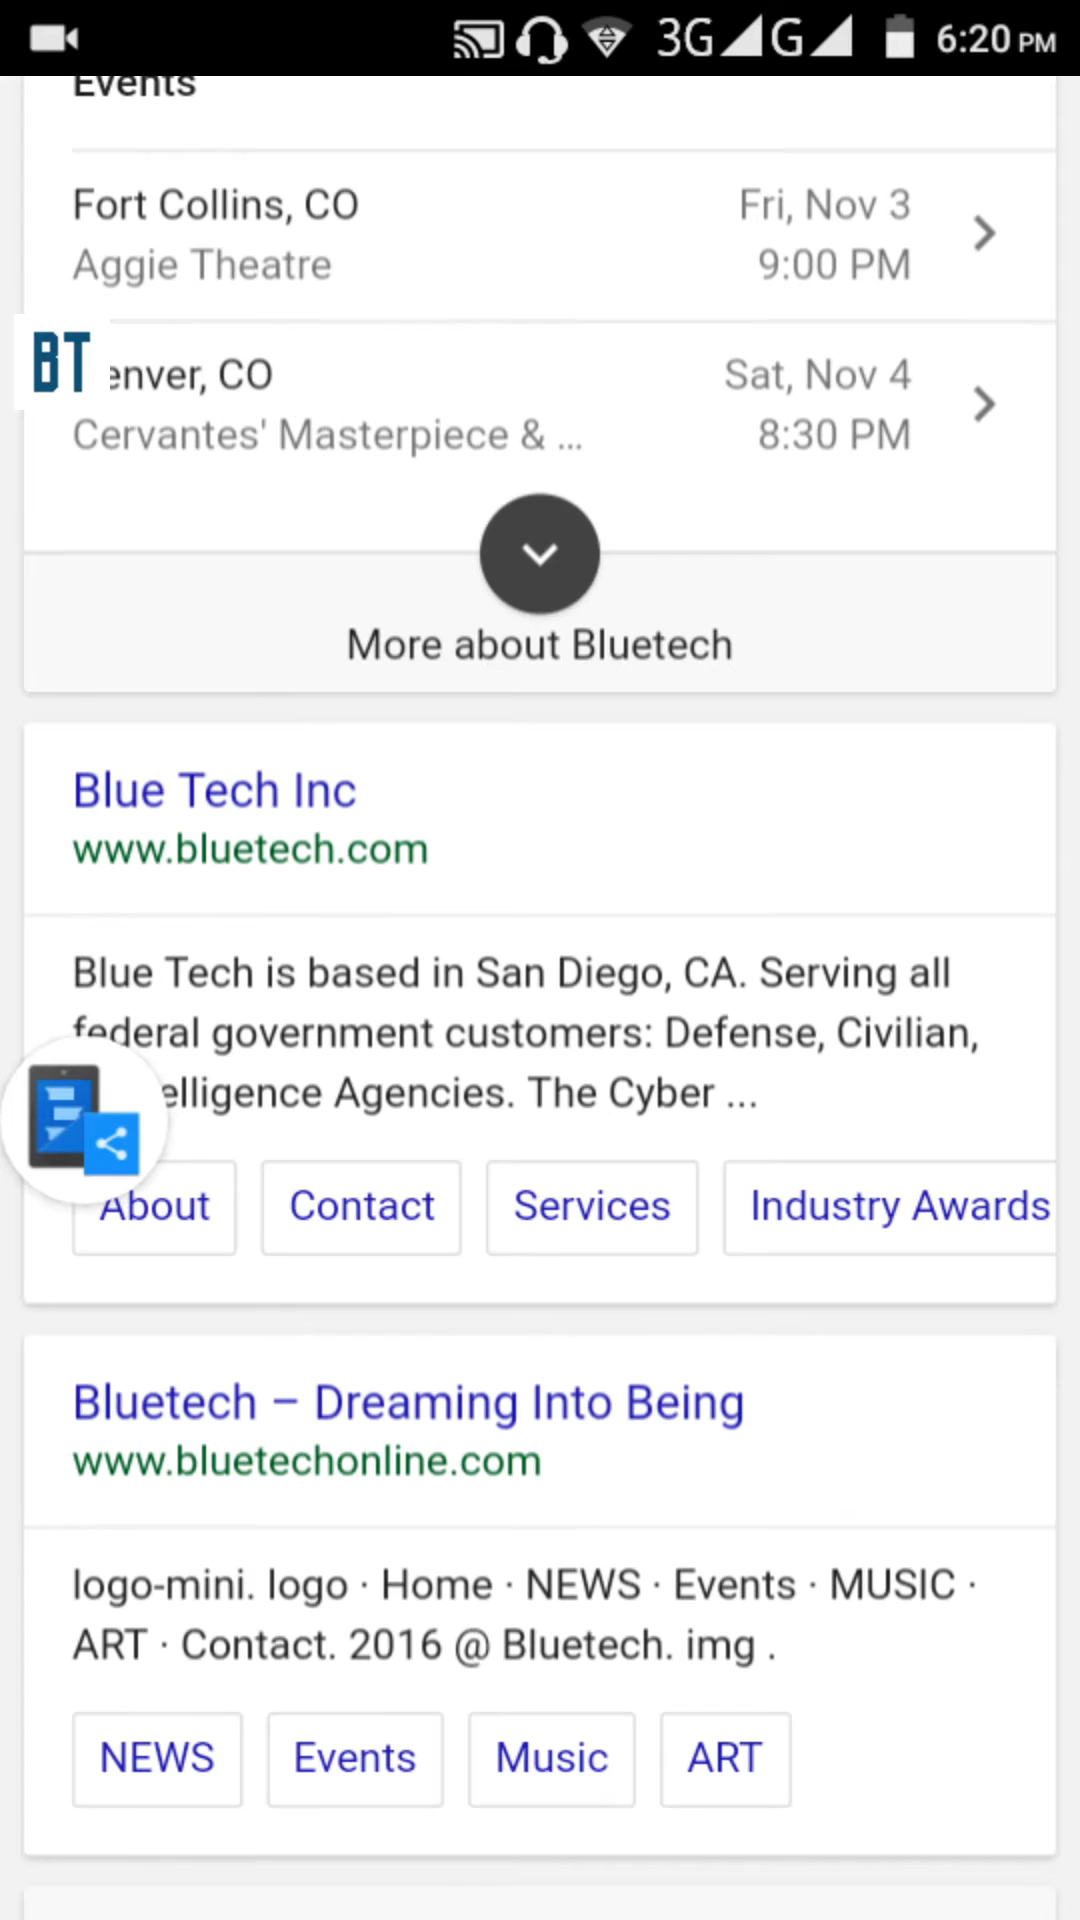 3G G 6:20 PM
Events
Fort Collins, CO Fri, Nov 3
Aggie Theatre 9:00 PM
BT
enver, CO Sat, Nov 4
Cervantes' Masterpiece & ... 8:30 PM
More about Bluetech
Blue Tech Inc
www.bluetech.com
Blue Tech is based in San Diego, CA. Serving all
federal government customers: Defense, Civilian,
elligence Agencies. The Cyber ...
About Contact Services Industry Awards
Bluetech – Dreaming Into Being
www.bluetechonline.com
logo-mini. logo · Home · NEWS · Events · MUSIC ·
ART · Contact. 2016 @ Bluetech. img .
NEWS Events Music ART